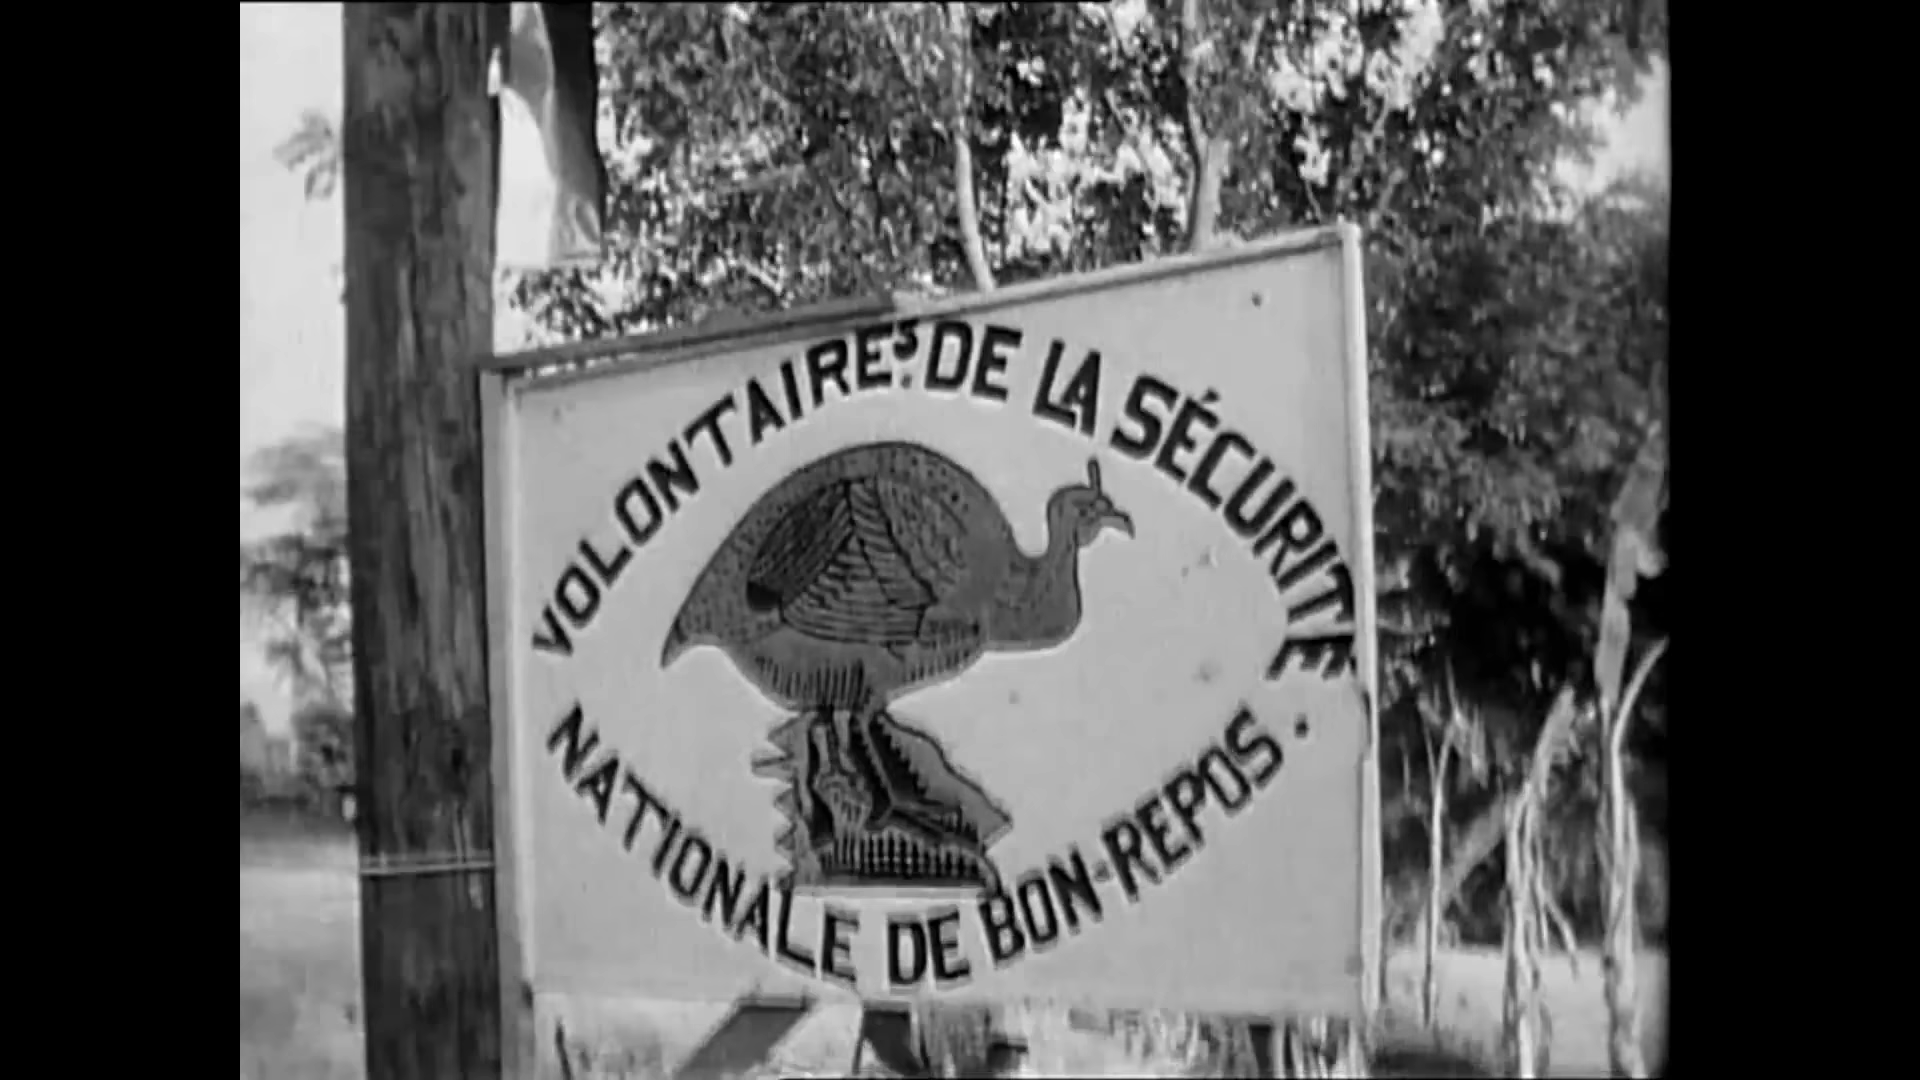 VOLONTAIRES. DE LA SÉCURITÉ
NATIONALE DE BON-REPOS.